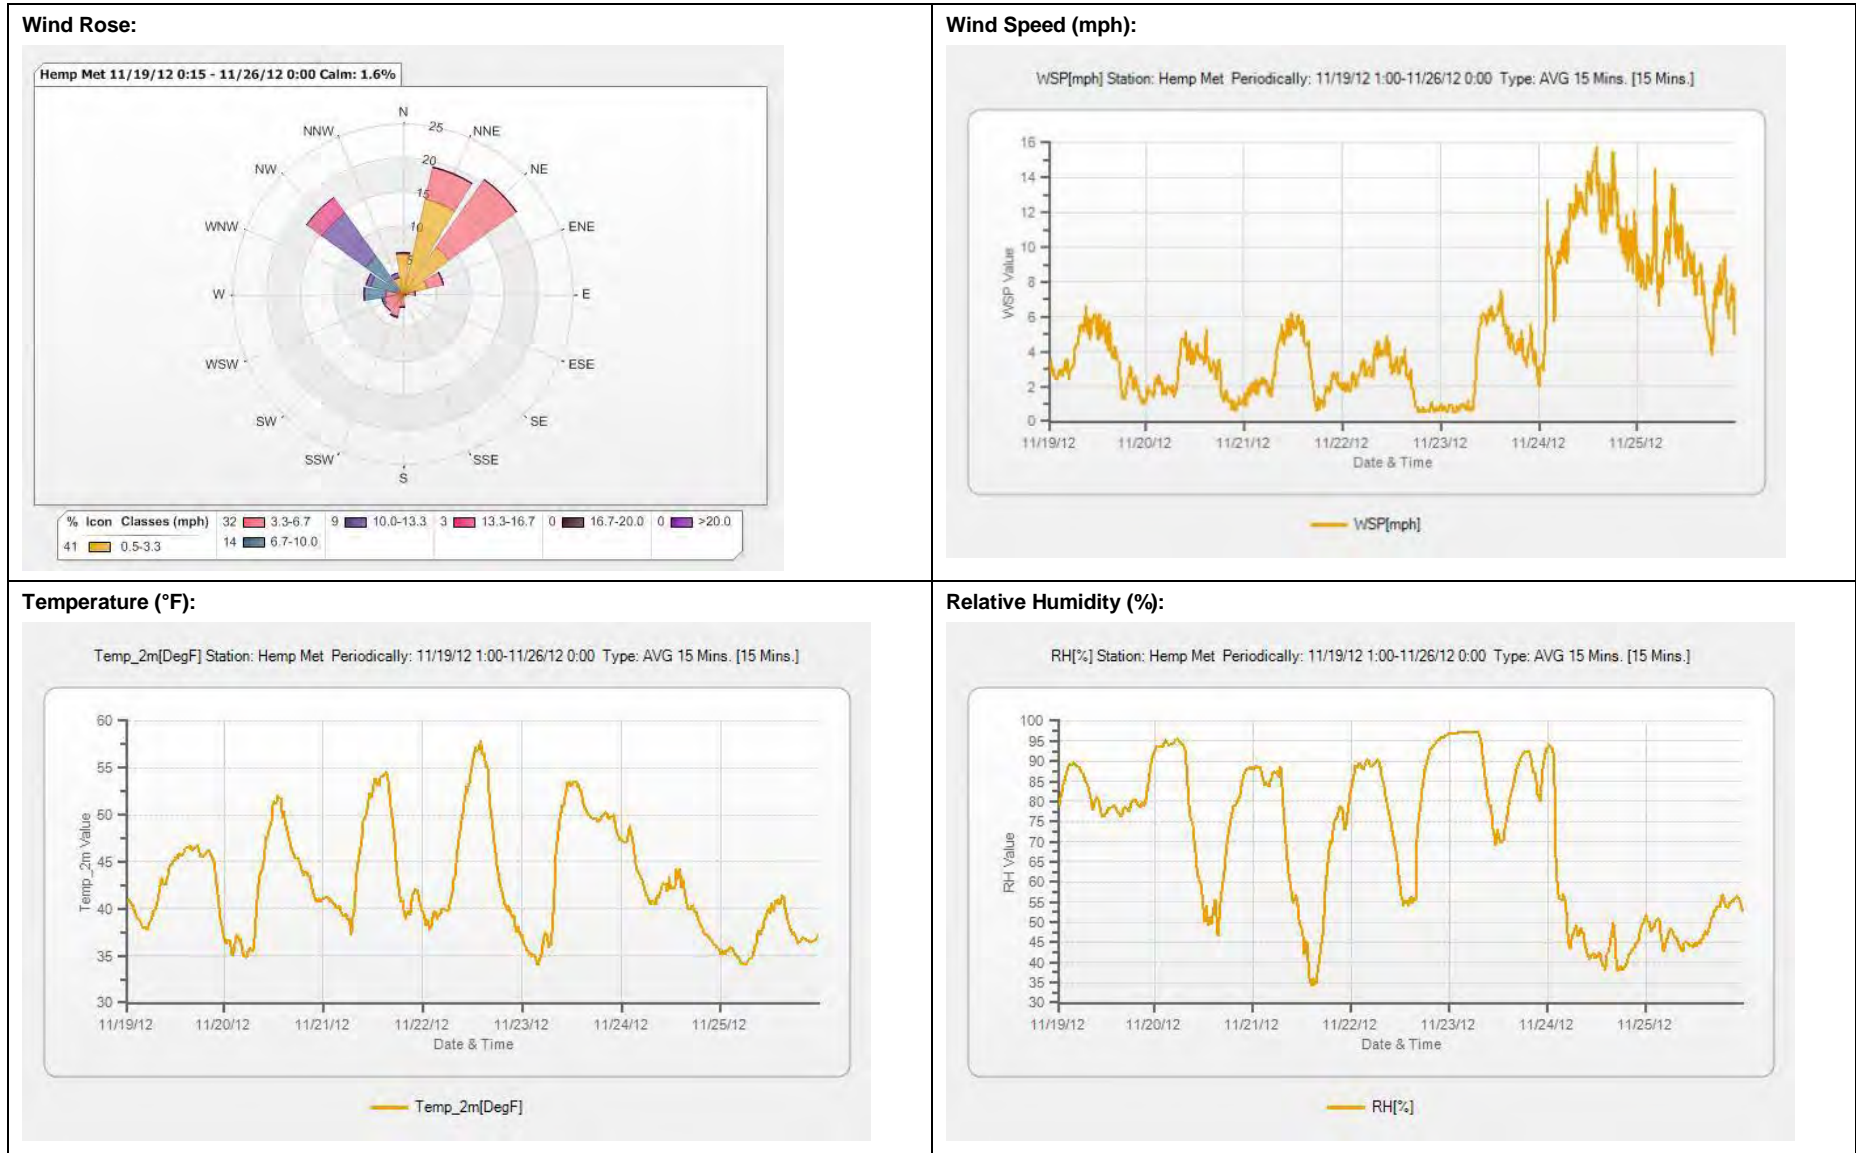 Wind Rose:
Hemp Met 11/19/12 0:15 - 11/26/12 0:00 Calm: 1.6%
N
NNW
25
NNE
20
NW
NE
15
WNW
10
ENE
5
W
E
WSW
ESE
SW
SE
SSW
SSE
S
% Icon Classes (mph)
41 0.5-3.3
32 3.3-6.7
14 6.7-10.0
9 10.0-13.3
3 13.3-16.7
0 16.7-20.0
0 >20.0
Wind Speed (mph):
WSP[mph] Station: Hemp Met Periodically: 11/19/12 1:00-11/26/12 0:00 Type: AVG 15 Mins. [15 Mins.]
16
14
12
10
8
6
4
2
0
WSP Value
11/19/12 11/20/12 11/21/12 11/22/12 11/23/12 11/24/12 11/25/12
Date & Time
WSP[mph]
Temperature (°F):
Temp_2m[DegF] Station: Hemp Met Periodically: 11/19/12 1:00-11/26/12 0:00 Type: AVG 15 Mins. [15 Mins.]
60
55
50
45
40
35
30
Temp_2m Value
11/19/12 11/20/12 11/21/12 11/22/12 11/23/12 11/24/12 11/25/12
Date & Time
Temp_2m[DegF]
Relative Humidity (%):
RH[%] Station: Hemp Met Periodically: 11/19/12 1:00-11/26/12 0:00 Type: AVG 15 Mins. [15 Mins.]
100
95
90
85
80
75
70
65
60
55
50
45
40
35
30
RH Value
11/19/12 11/20/12 11/21/12 11/22/12 11/23/12 11/24/12 11/25/12
Date & Time
RH[%]